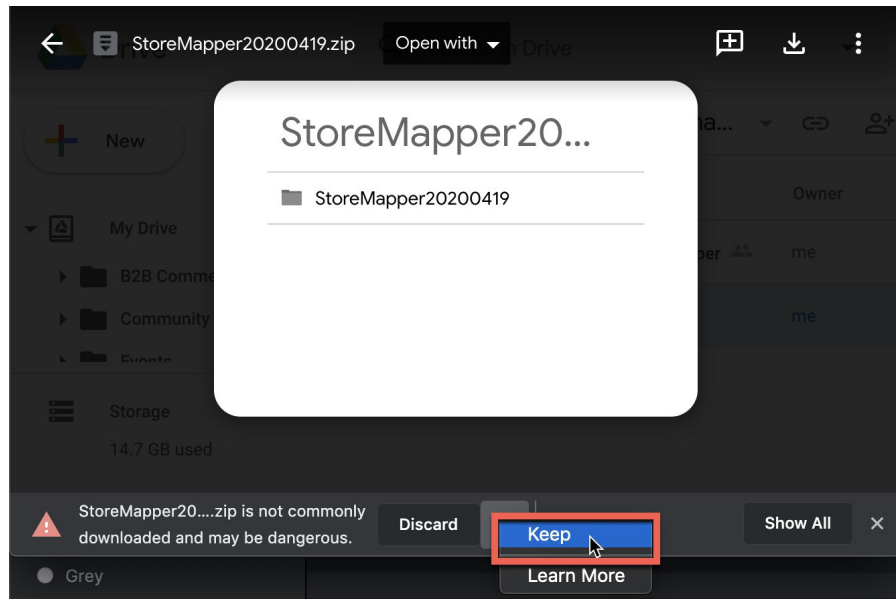 StoreMapper20200419.zip
Open with
Drive
StoreMapper20...
StoreMapper20200419
New
Owner
My Drive
me
B2B Comme
Community
me
Events
Storage
14.7 GB used
StoreMapper20....zip is not commonly
downloaded and may be dangerous.
Discard
Keep
Show All
Grey
Learn More